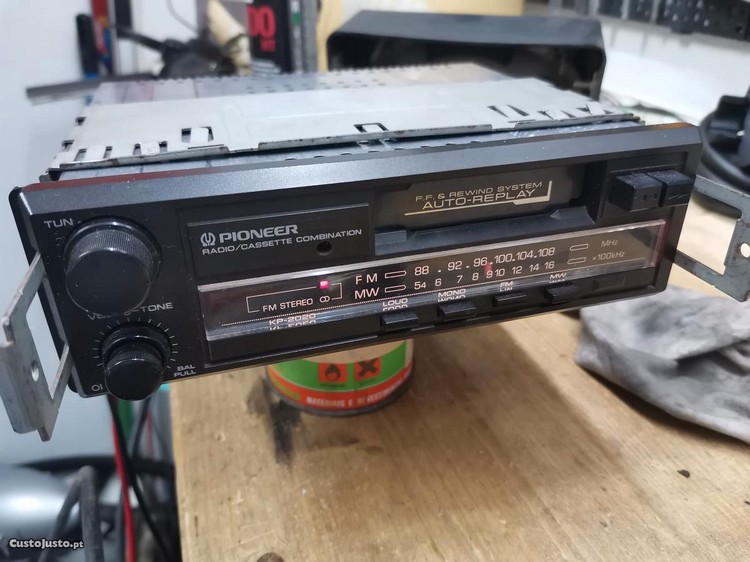 TUN
PIONEER
RADIO/CASSETTE COMBINATION
F.F. & REWIND SYSTEM
AUTO-REPLAY
FM 88 . 92 . 96 . 100 . 104 . 108 MHz
MW 54 6 7 8 9 10 12 14 16 ×100kHz
FM STEREO
KP-2020
LOUD
MONO
FM
MW
TONE
BAL
PULL
CustoJusto.pt